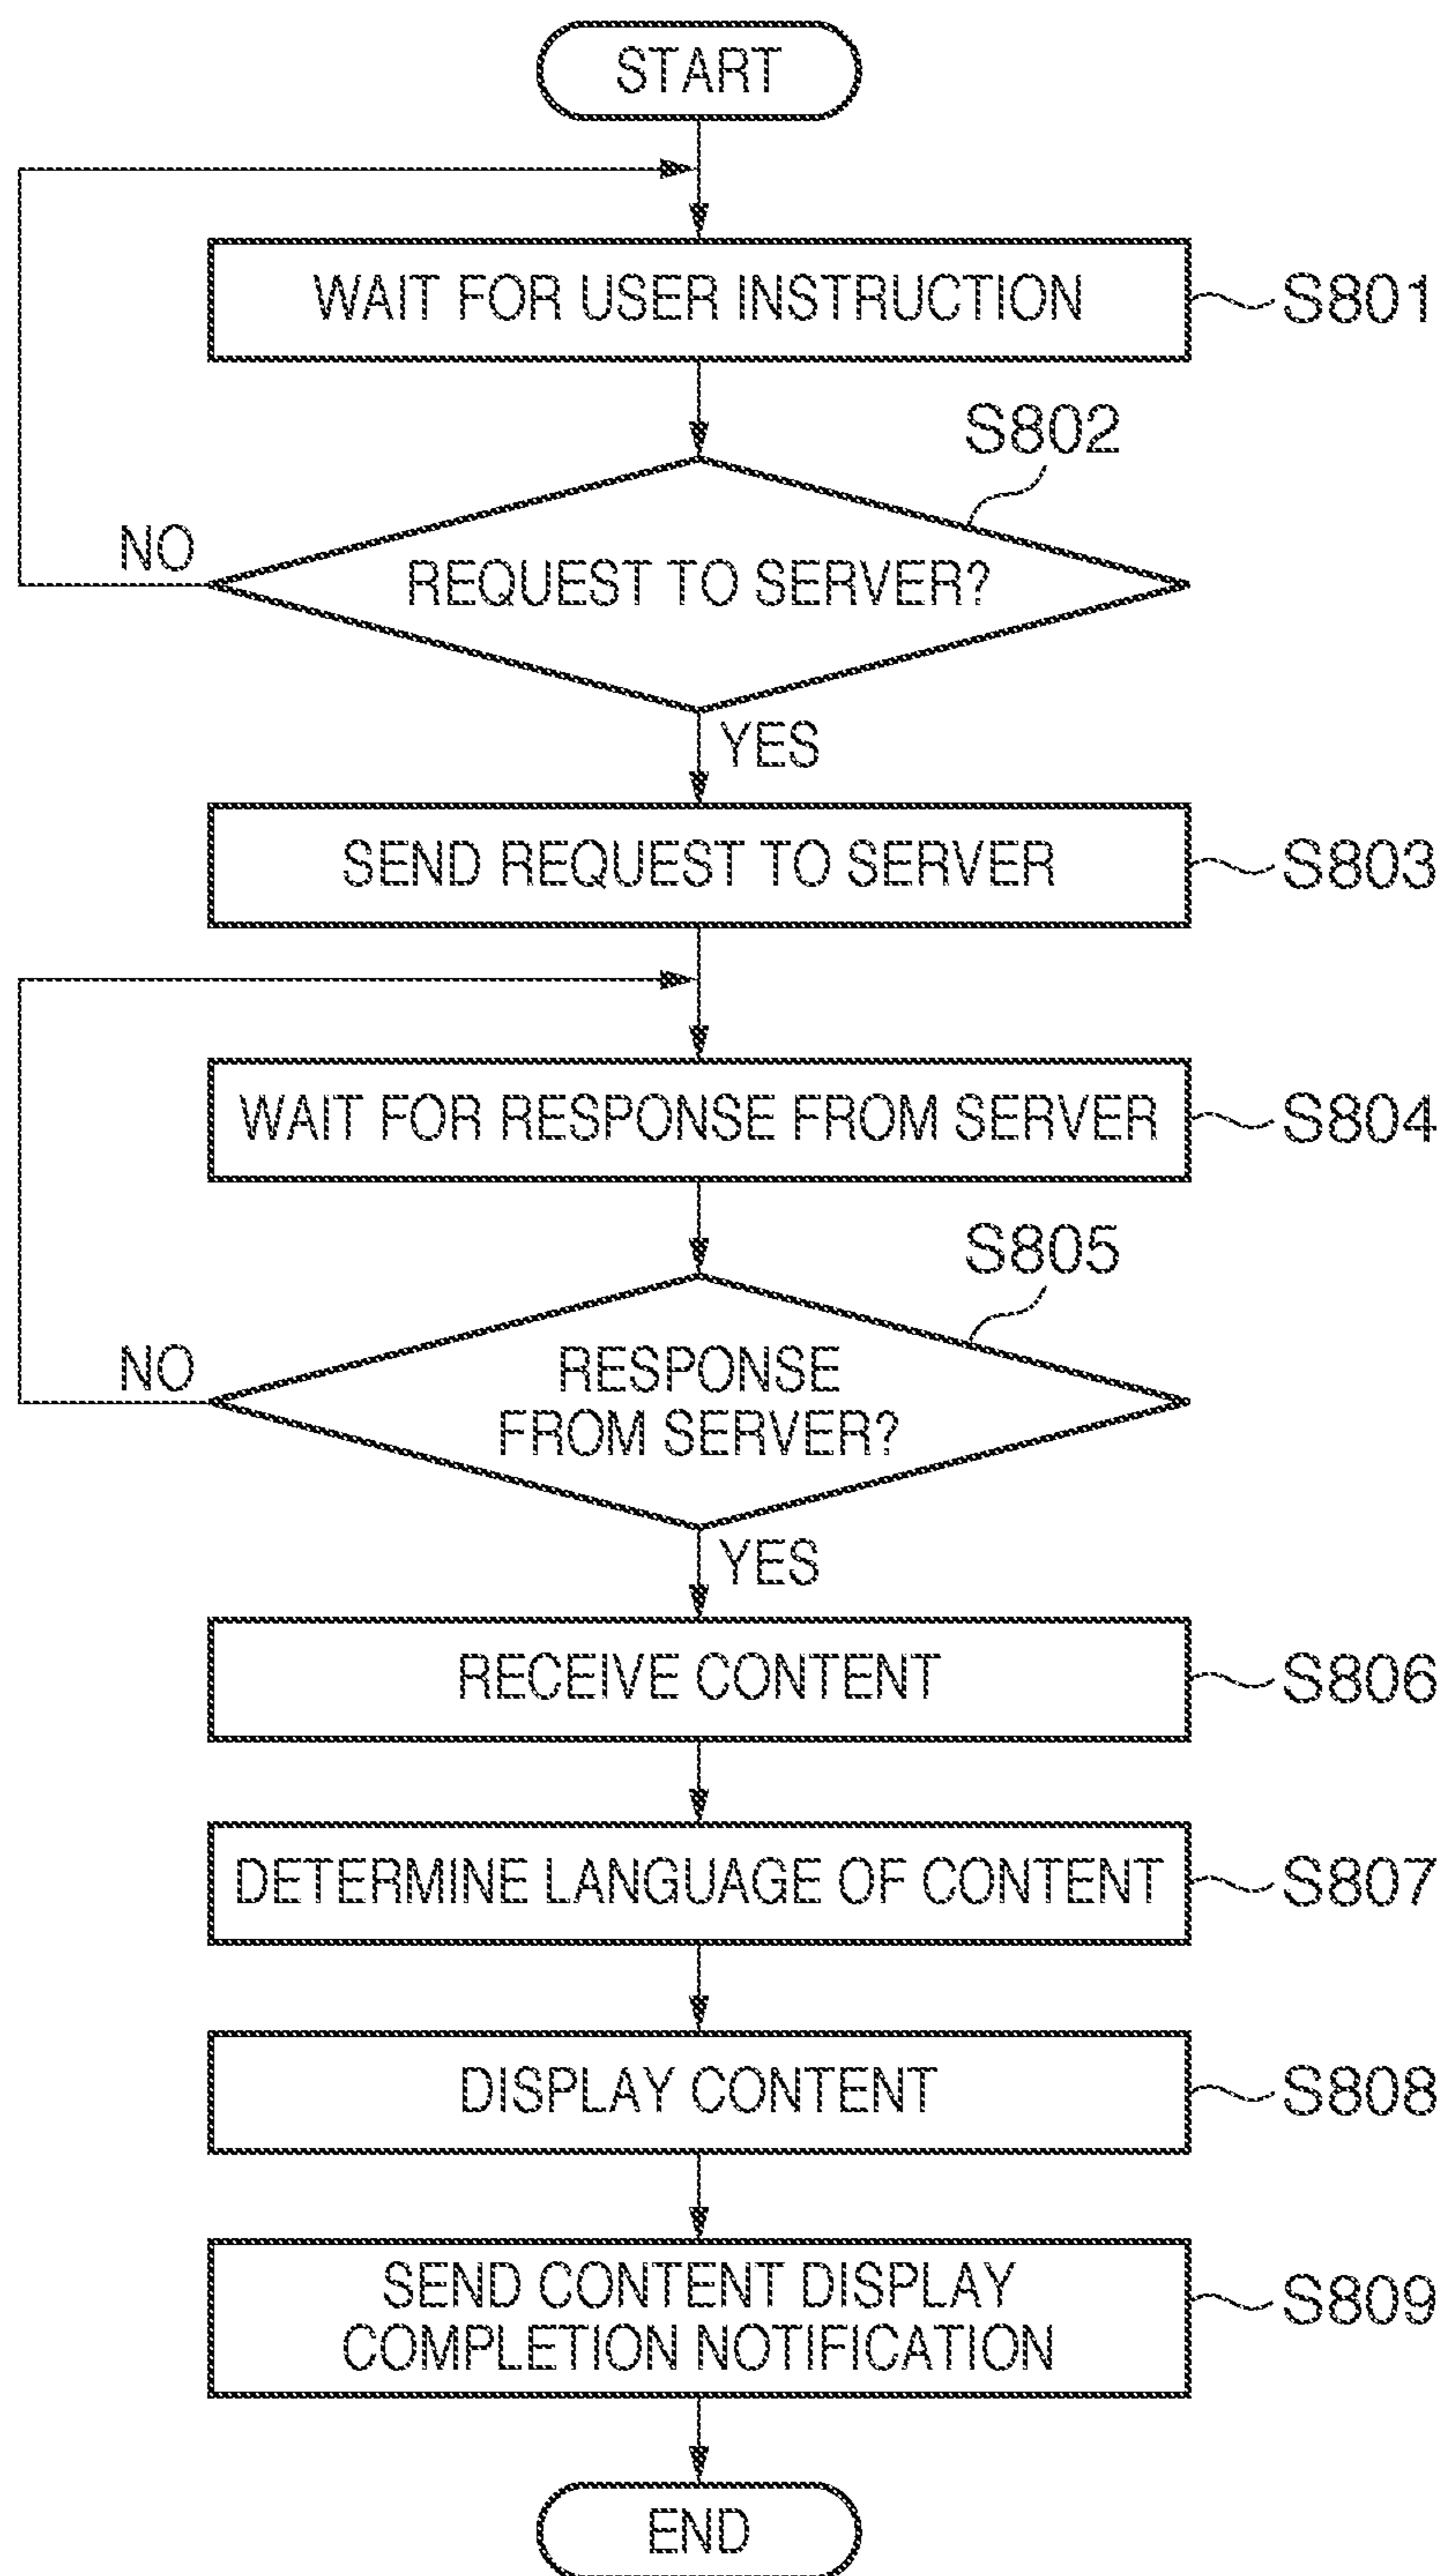 START
WAIT FOR USER INSTRUCTION
S801
S802
NO
REQUEST TO SERVER?
YES
SEND REQUEST TO SERVER
S803
WAIT FOR RESPONSE FROM SERVER
S804
S805
NO
RESPONSE
FROM SERVER?
YES
RECEIVE CONTENT
S806
DETERMINE LANGUAGE OF CONTENT
S807
DISPLAY CONTENT
S808
SEND CONTENT DISPLAY
COMPLETION NOTIFICATION
S809
END